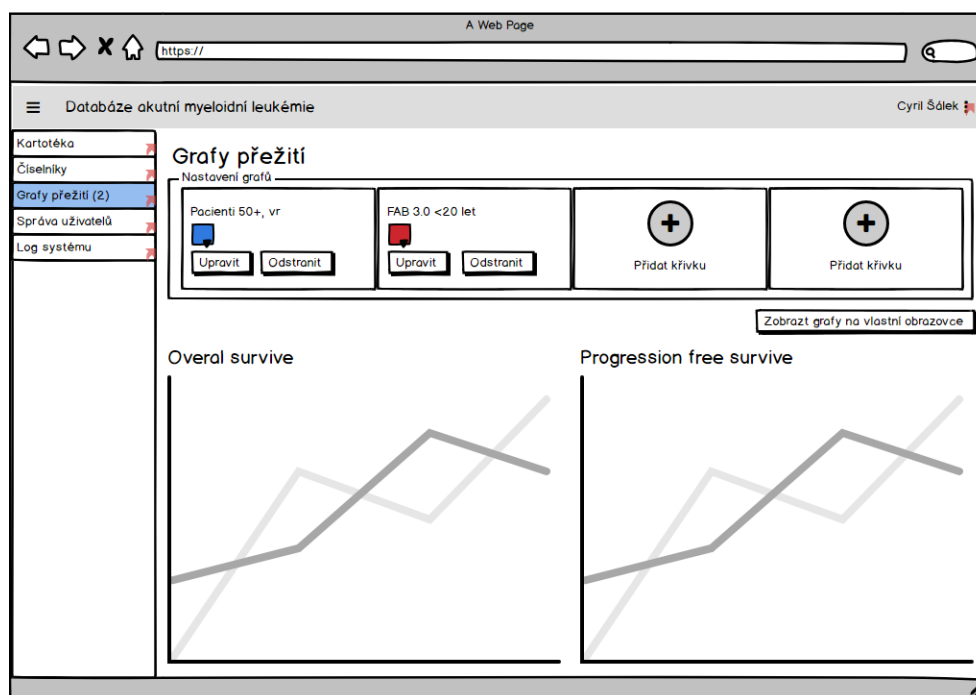 A Web Page
https://
Databáze akutní myeloidní leukémie
Cyril Šálek
Kartotéka
Číselníky
Grafy přežití (2)
Správa uživatelů
Log systému
Grafy přežití
Nastavení grafů
Pacienti 50+, vr
Upravit
Odstranit
FAB 3.0 <20 let
Upravit
Odstranit
Přidat křivku
Přidat křivku
Zobrazt grafy na vlastní obrazovce
Overal survive
Progression free survive